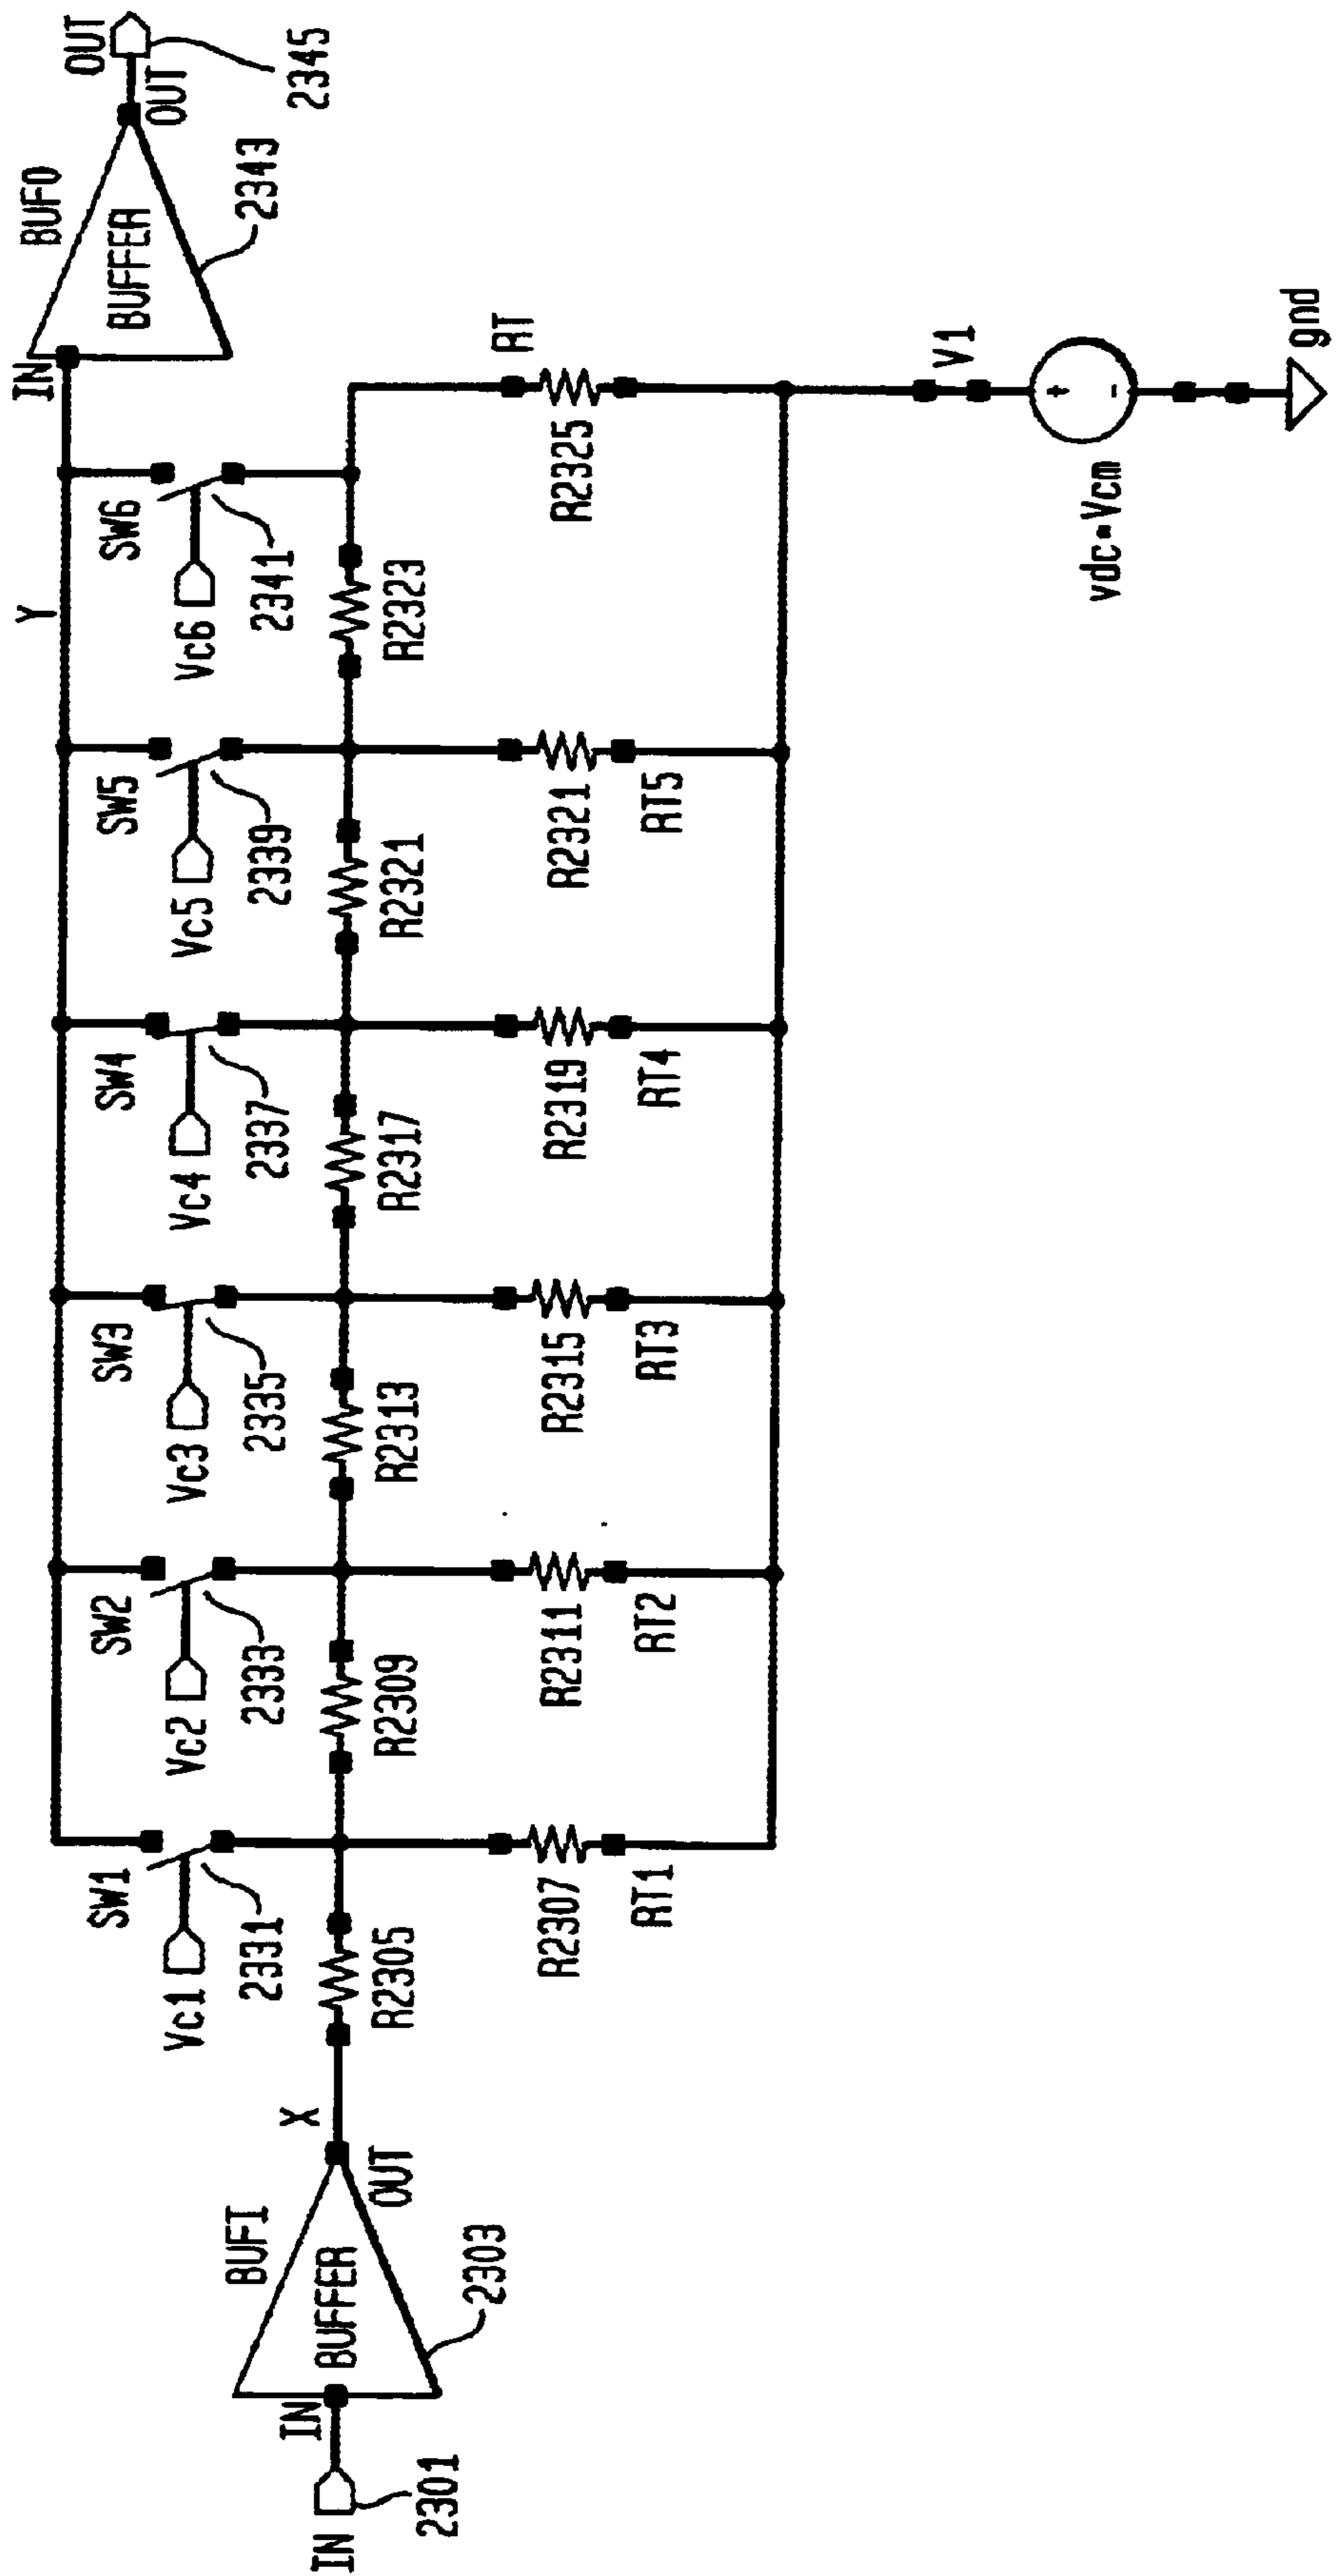 IN
2301
IN
BUFFER
BUFI
2303
OUT
X
R2305
Vc1
SW1
2331
R2307
RT1
R2309
Vc2
SW2
2333
R2311
RT2
R2313
Vc3
SW3
2335
R2315
RT3
R2317
Vc4
SW4
2337
R2319
RT4
R2321
Vc5
SW5
2339
R2321
RT5
R2323
Vc6
SW6
2341
Y
R2325
RT
IN
BUFFER
BUFO
2343
OUT
OUT
2345
V1
+
-
vdc=Vcm
gnd